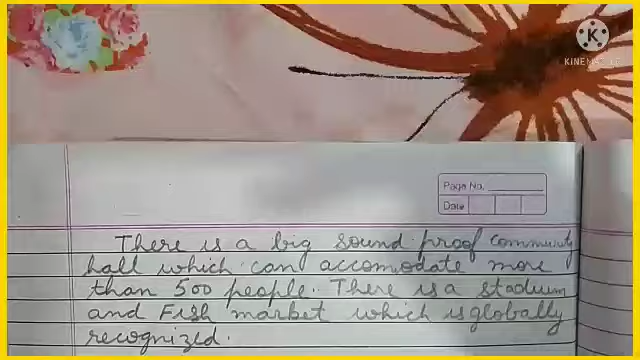 KINEMASTER
Page No.
Date
There is a big sound proof community
hall which can accomodate more
than 500 people. There is a stadium
and Fish market which is globally
recognized.